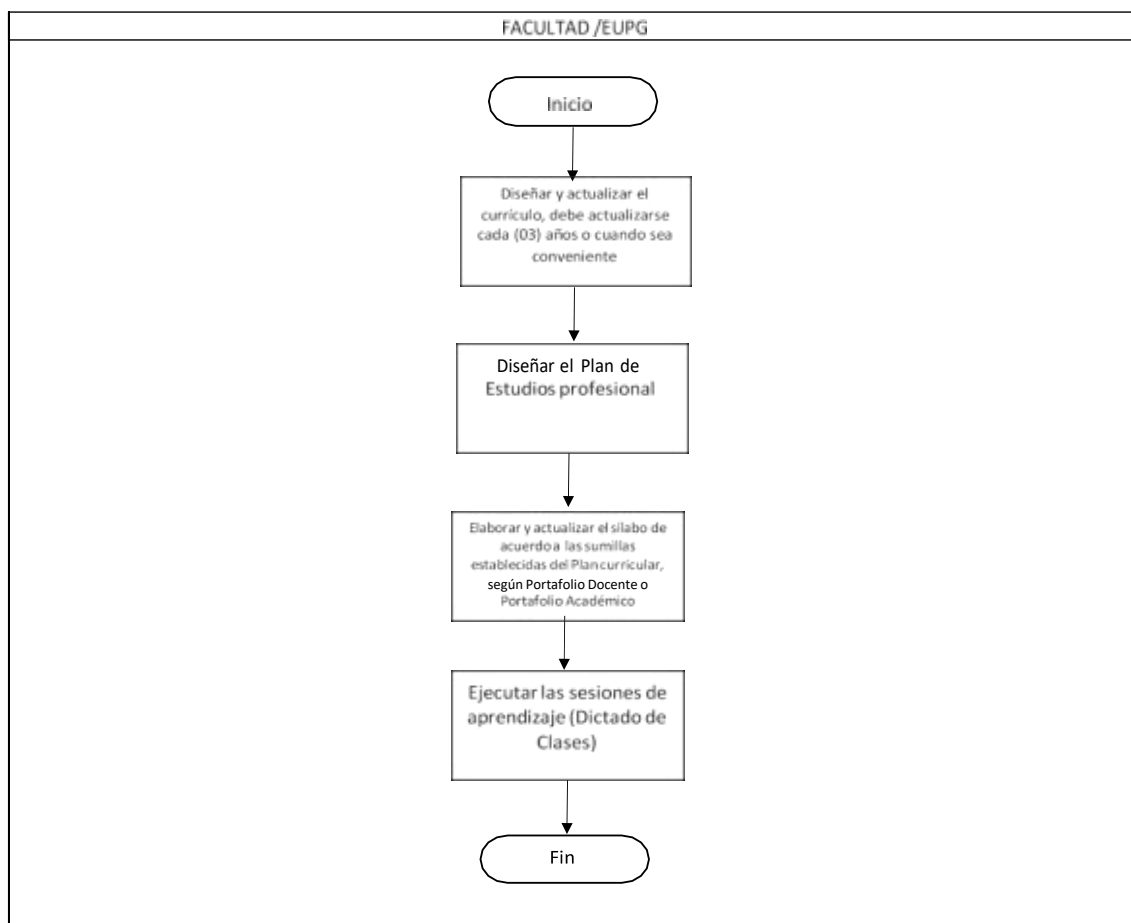 FACULTAD /EUPG
Inicio
Diseñar y actualizar el
currículo, debe actualizarse
cada (03) años o cuando sea
conveniente
Diseñar el Plan de
Estudios profesional
Elaborar y actualizar el sílabo de
acuerdo a las sumillas
establecidas del Plan curricular,
según Portafolio Docente o
Portafolio Académico
Ejecutar las sesiones de
aprendizaje (Dictado de
Clases)
Fin